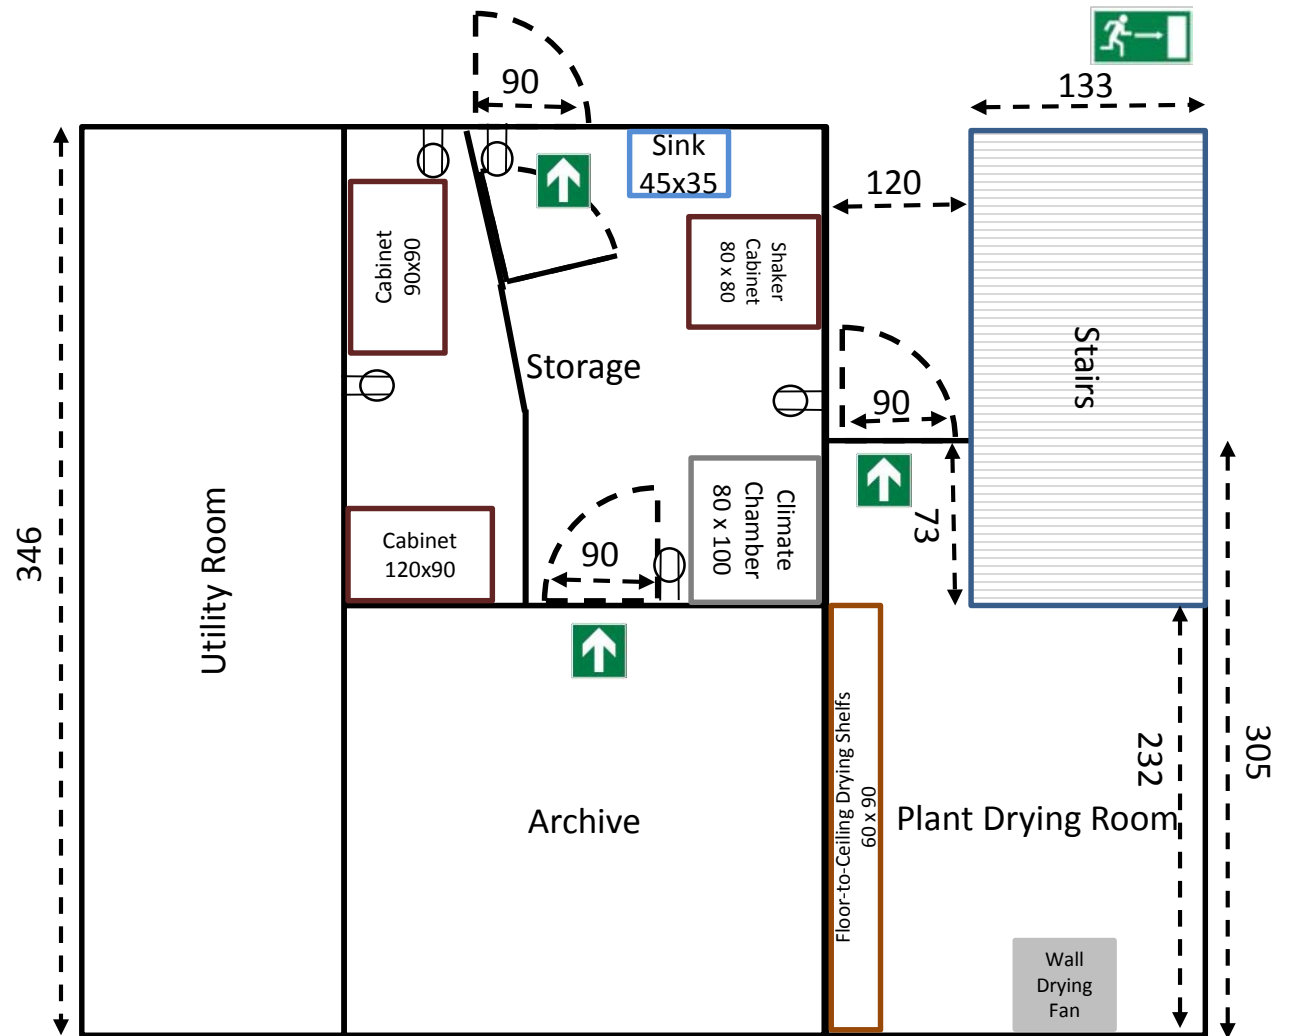 90
133
Sink
45x35
120
Cabinet
90x90
Shaker
Cabinet
80 x 80
Storage
Stairs
90
346
Utility Room
Climate
Chamber
80 x 100
73
Cabinet
120x90
90
Floor-to-Ceiling Drying Shelfs
60 x 90
232
305
Archive
Plant Drying Room
Wall
Drying
Fan